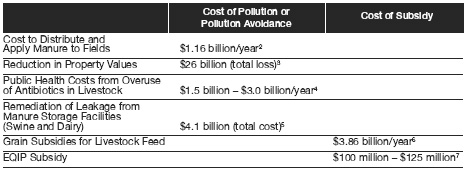 Cost of Pollution or
Pollution Avoidance
Cost of Subsidy
Cost to Distribute and
Apply Manure to Fields
$1.16 billion/year²
Reduction in Property Values
$26 billion (total loss)³
Public Health Costs from Overuse
of Antibiotics in Livestock
$1.5 billion – $3.0 billion/year⁴
Remediation of Leakage from
Manure Storage Facilities
(Swine and Dairy)
$4.1 billion (total cost)⁵
Grain Subsidies for Livestock Feed
$3.86 billion/year⁶
EQIP Subsidy
$100 million – $125 million⁷